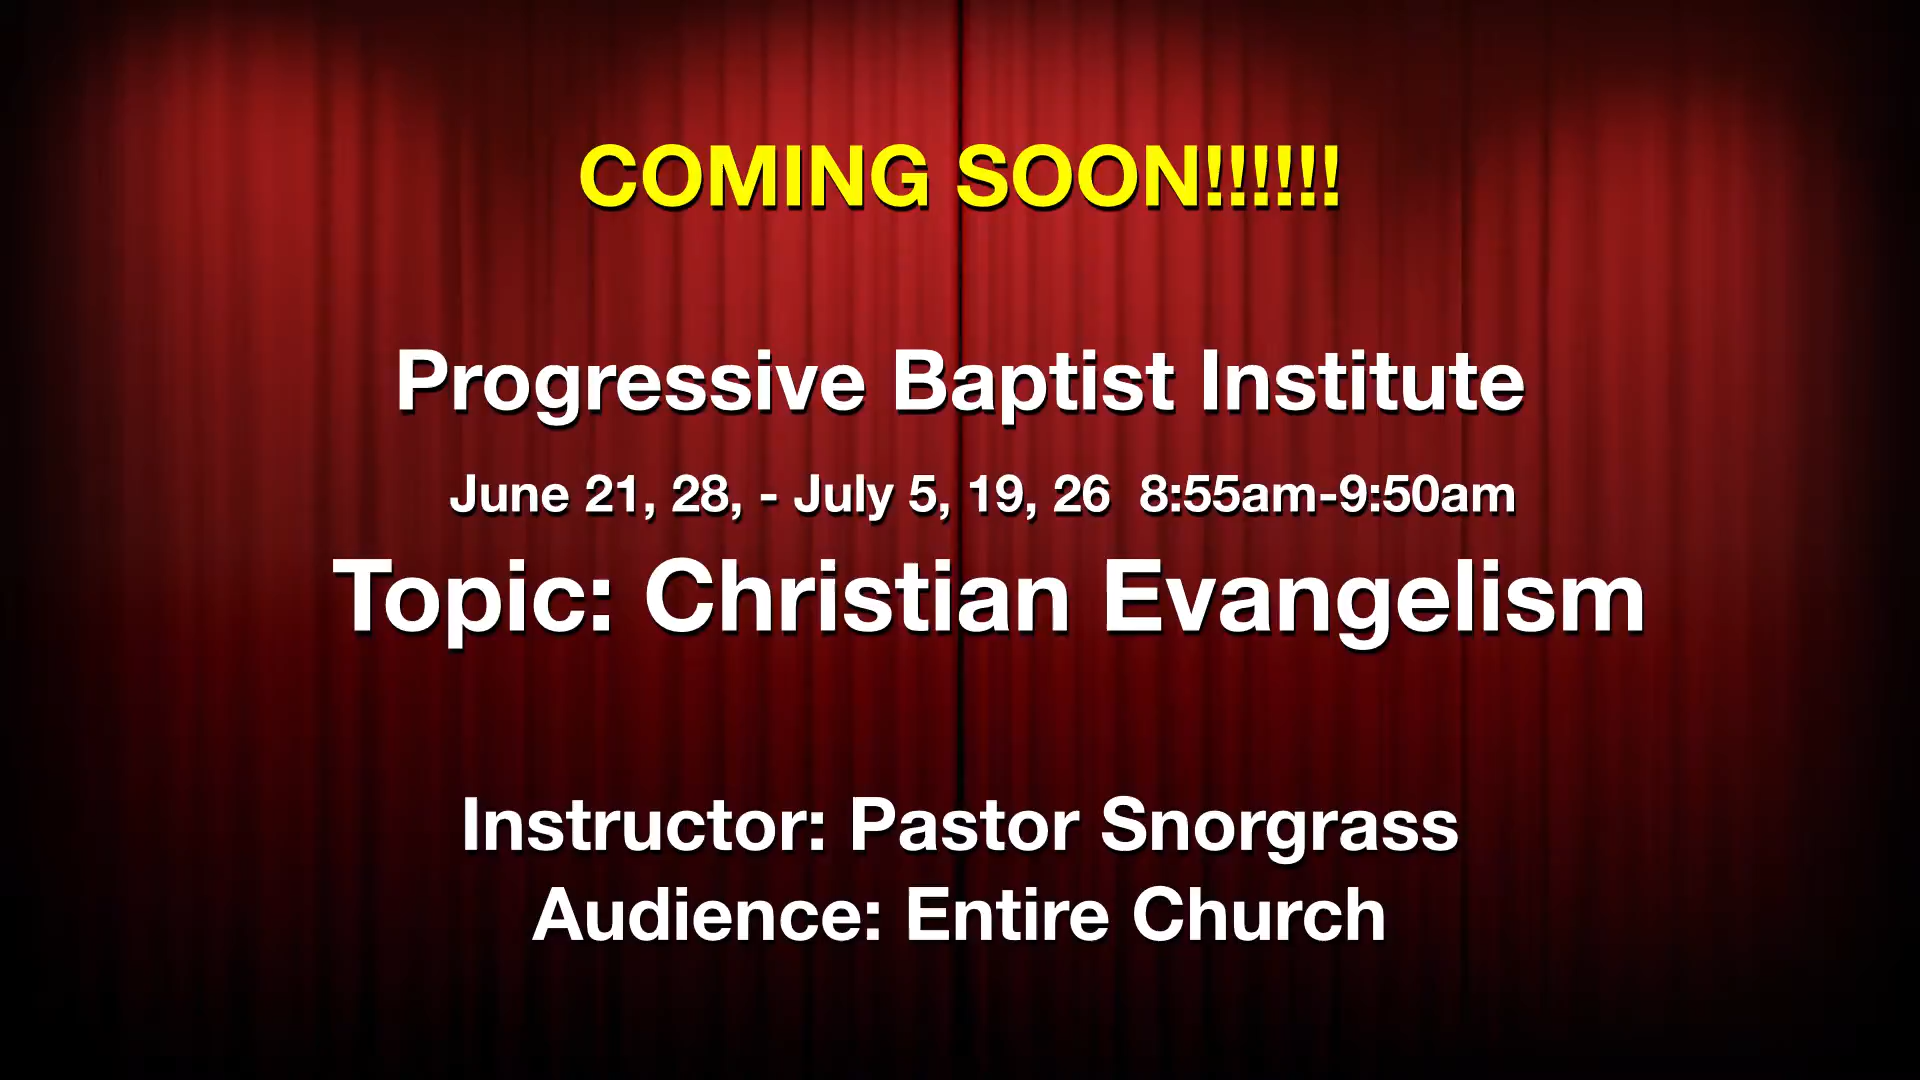 COMING SOON!!!!!!
Progressive Baptist Institute
June 21, 28, - July 5, 19, 26  8:55am-9:50am
Topic: Christian Evangelism
Instructor: Pastor Snorgrass
Audience: Entire Church